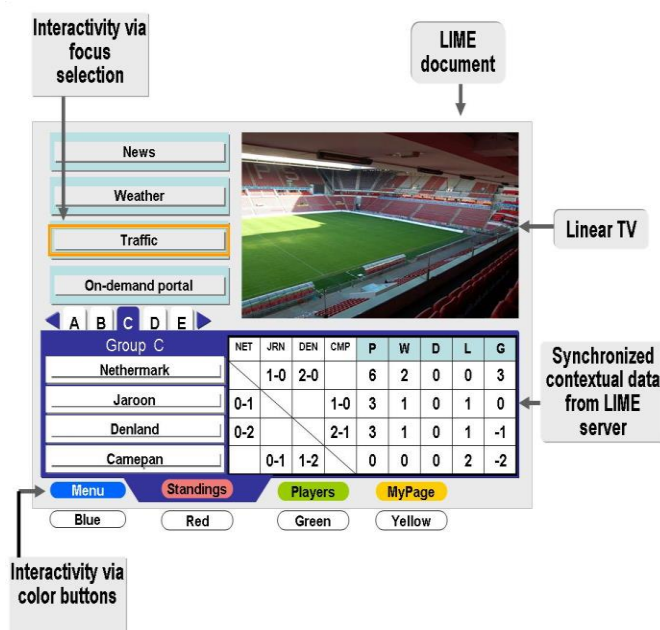 Interactivity via
focus
selection
LIME
document
News
Weather
Traffic
On-demand portal
Linear TV
A B C D E
Group C NET JRN DEN CMP P W D L G
Nethermark 1-0 2-0 6 2 0 0 3
Jaroon 0-1 1-0 3 1 0 1 0
Denland 0-2 2-1 3 1 0 1 -1
Camepan 0-1 1-2 0 0 0 2 -2
Synchronized
contextual data
from LIME
server
Menu Standings Players MyPage
Blue Red Green Yellow
Interactivity via
color buttons